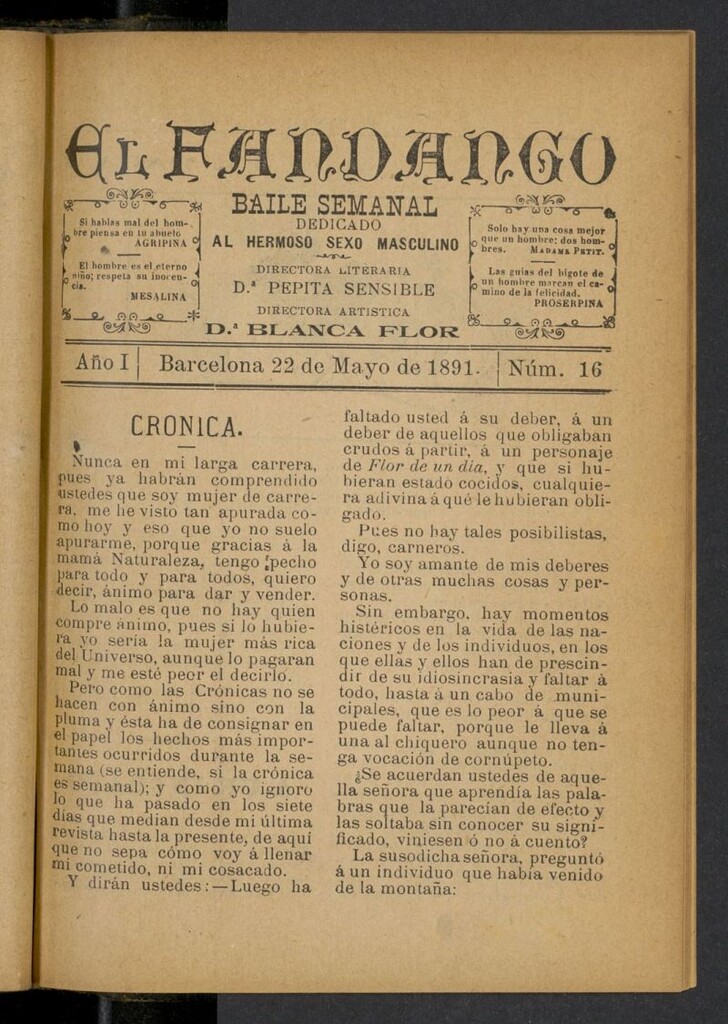 EL FANDANGO
BAILE SEMANAL
DEDICADO
AL HERMOSO SEXO MASCULINO
DIRECTORA LITERARIA
D.ª PEPITA SENSIBLE
DIRECTORA ARTISTICA
D.ª BLANCA FLOR
Si hablas mal del hom-
bre piensa en tu abuelo
AGRIPINA
El hombre es el eterno
niño; respeta su inocen-
cia.
MESALINA
Solo hay una cosa mejor
que un hombre: dos hom-
bres. MADAMA PETIT.
Las guias del bigote de
un hombre marcan el ca-
mino de la felicidad.
PROSERPINA
Año I | Barcelona 22 de Mayo de 1891. | Núm. 16
CRONICA.
Nunca en mi larga carrera,
pues ya habrán comprendido
ustedes que soy mujer de carre-
ra, me he visto tan apurada co-
mo hoy y eso que yo no suelo
apurarme, porque gracias á la
mamá Naturaleza, tengo pecho
para todo y para todos, quiero
decir, ánimo para dar y vender.
Lo malo es que no hay quien
compre ánimo, pues si lo hubie-
ra yo sería la mujer más rica
del Universo, aunque lo pagaran
mal y me esté peor el decirlo.
Pero como las Crónicas no se
hacen con ánimo sino con la
pluma y ésta ha de consignar en
el papel los hechos más impor-
tantes ocurridos durante la se-
mana (se entiende, si la crónica
es semanal); y como yo ignoro
lo que ha pasado en los siete
días que median desde mi última
revista hasta la presente, de aquí
que no sepa cómo voy á llenar
mi cometido, ni mi cosacado.
Y dirán ustedes:—Luego ha
faltado usted á su deber, á un
deber de aquellos que obligaban
crudos á partir, á un personaje
de Flor de un dia, y que si hu-
bieran estado cocidos, cualquie-
ra adivina á qué le hubieran obli-
gado.
Pues no hay tales posibilistas,
digo, carneros.
Yo soy amante de mis deberes
y de otras muchas cosas y per-
sonas.
Sin embargo, hay momentos
histéricos en la vida de las na-
ciones y de los individuos, en los
que ellas y ellos han de prescin-
dir de su idiosincrasia y faltar á
todo, hasta á un cabo de muni-
cipales, que es lo peor á que se
puede faltar, porque le lleva á
una al chiquero aunque no ten-
ga vocación de cornúpeto.
¿Se acuerdan ustedes de aque-
lla señora que aprendía las pala-
bras que la parecían de efecto y
las soltaba sin conocer su signi-
ficado, viniesen ó no á cuento?
La susodicha señora, preguntó
á un individuo que había venido
de la montaña: